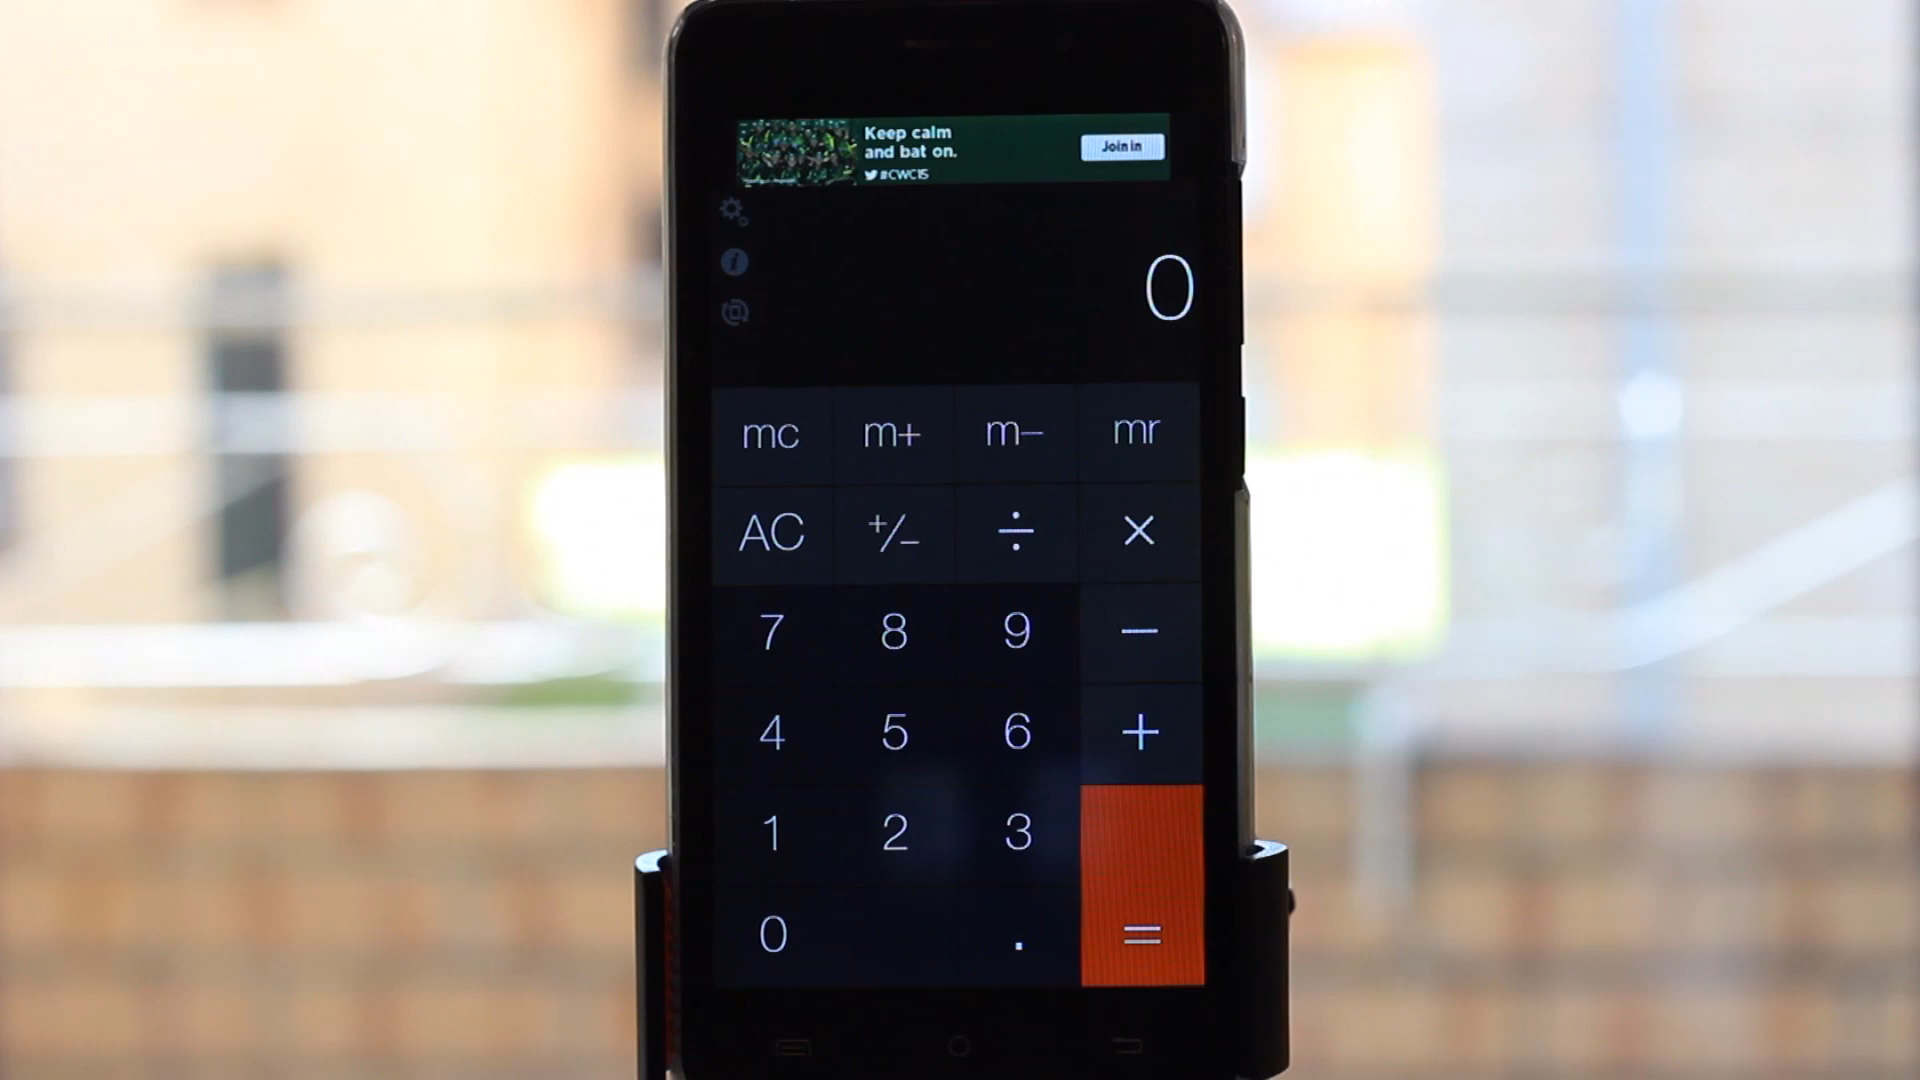 Keep calm
and bat on.
#CWC15
Join in
0
mc m+ m− mr
AC +/− ÷ ×
7 8 9 −
4 5 6 +
1 2 3
0 . =